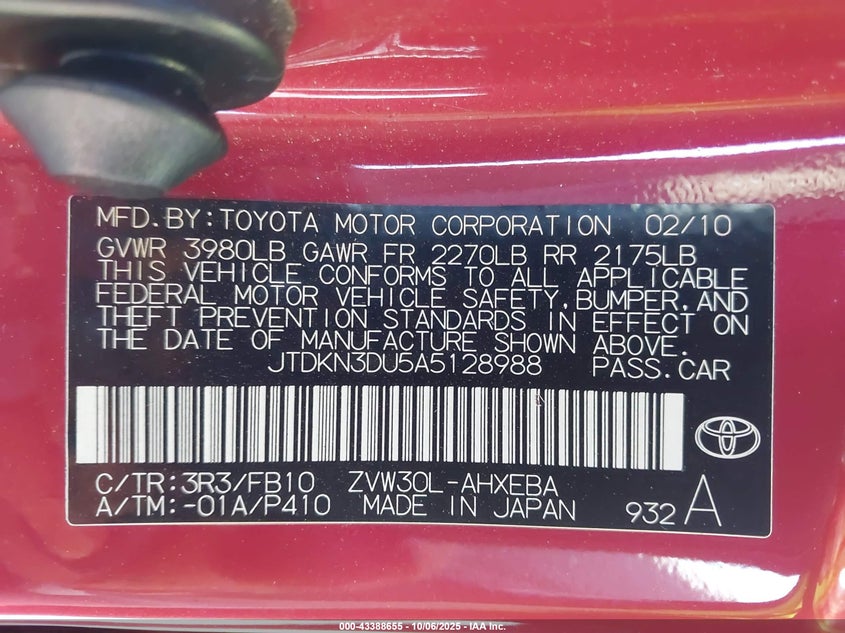 MFD.BY:TOYOTA MOTOR CORPORATION 02/10
GVWR 3980LB GAWR FR 2270LB RR 2175LB
THIS VEHICLE CONFORMS TO ALL APPLICABLE
FEDERAL MOTOR VEHICLE SAFETY,BUMPER,AND
THEFT PREVENTION STANDARDS IN EFFECT ON
THE DATE OF MANUFACTURE SHOWN ABOVE.
JTDKN3DU5A5128988 PASS.CAR
C/TR:3R3/FB10 ZVW30L-AHXEBA
A/TM:-01A/P410 MADE IN JAPAN 932 A
000-43388655 - 10/06/2025 - IAA Inc.